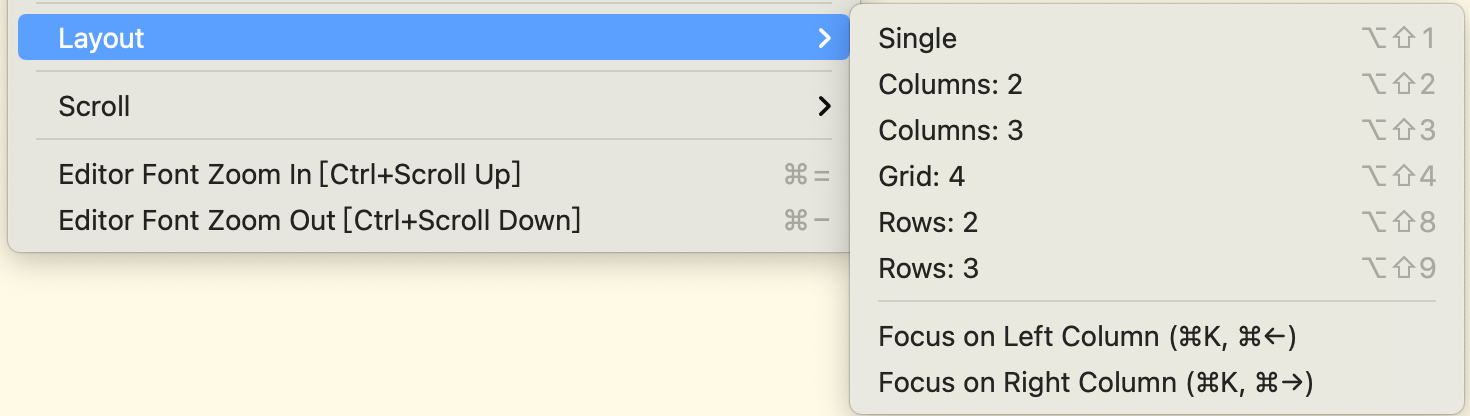 Layout
Scroll
Editor Font Zoom In [Ctrl+Scroll Up] ⌘=
Editor Font Zoom Out [Ctrl+Scroll Down] ⌘−
Single ⌥⇧1
Columns: 2 ⌥⇧2
Columns: 3 ⌥⇧3
Grid: 4 ⌥⇧4
Rows: 2 ⌥⇧8
Rows: 3 ⌥⇧9
Focus on Left Column (⌘K, ⌘←)
Focus on Right Column (⌘K, ⌘→)